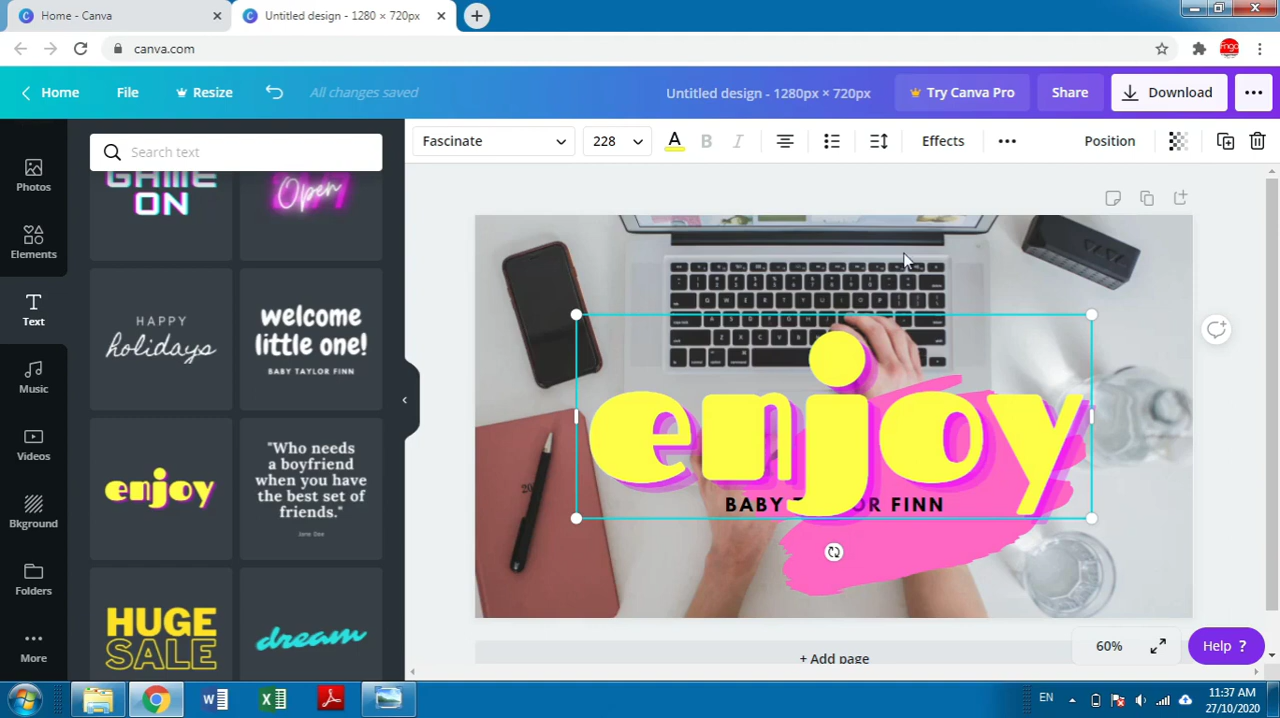 Home - Canva
Untitled design - 1280 × 720px
canva.com
Home
File
Resize
All changes saved
Untitled design - 1280px × 720px
Try Canva Pro
Share
Download
Fascinate
228
A
B
I
Effects
Position
Search text
Photos
Elements
Text
Music
Videos
Bkground
Folders
More
GAME
ON
Open
HAPPY
holidays
welcome
little one!
BABY TAYLOR FINN
enjoy
"Who needs
a boyfriend
when you have
the best set of
friends."
Jane Doe
HUGE
SALE
dream
enjoy
BABY TAYLOR FINN
+ Add page
60%
Help ?
EN
11:37 AM
27/10/2020